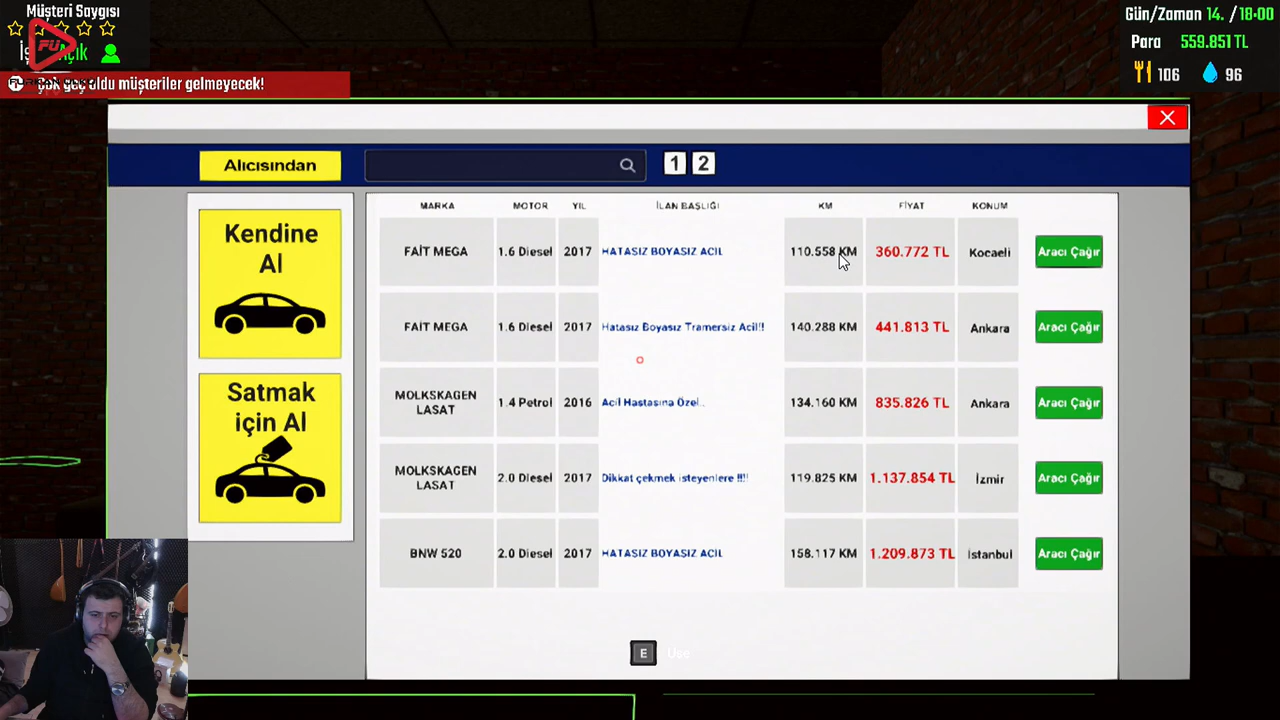 Müşteri Saygısı
Açık
Çok geç oldu müşteriler gelmeyecek!
Gün/Zaman 14. / 18:00
Para 559.851 TL
106 96
FU
Alıcısından
1 2
Kendine
Al
Satmak
için Al
MARKA MOTOR YIL İLAN BAŞLIĞI KM FİYAT KONUM
FAİT MEGA 1.6 Diesel 2017 HATASIZ BOYASIZ ACİL 110.558 KM 360.772 TL Kocaeli Aracı Çağır
FAİT MEGA 1.6 Diesel 2017 Hatasız Boyasız Tramersiz Acil!! 140.288 KM 441.813 TL Ankara Aracı Çağır
MOLKSKAGEN
LASAT 1.4 Petrol 2016 Acil Hastasına Özel.. 134.160 KM 835.826 TL Ankara Aracı Çağır
MOLKSKAGEN
LASAT 2.0 Diesel 2017 Dikkat çekmek isteyenlere !!!! 119.825 KM 1.137.854 TL İzmir Aracı Çağır
BNW 520 2.0 Diesel 2017 HATASIZ BOYASIZ ACİL 158.117 KM 1.209.873 TL İstanbul Aracı Çağır
E Use